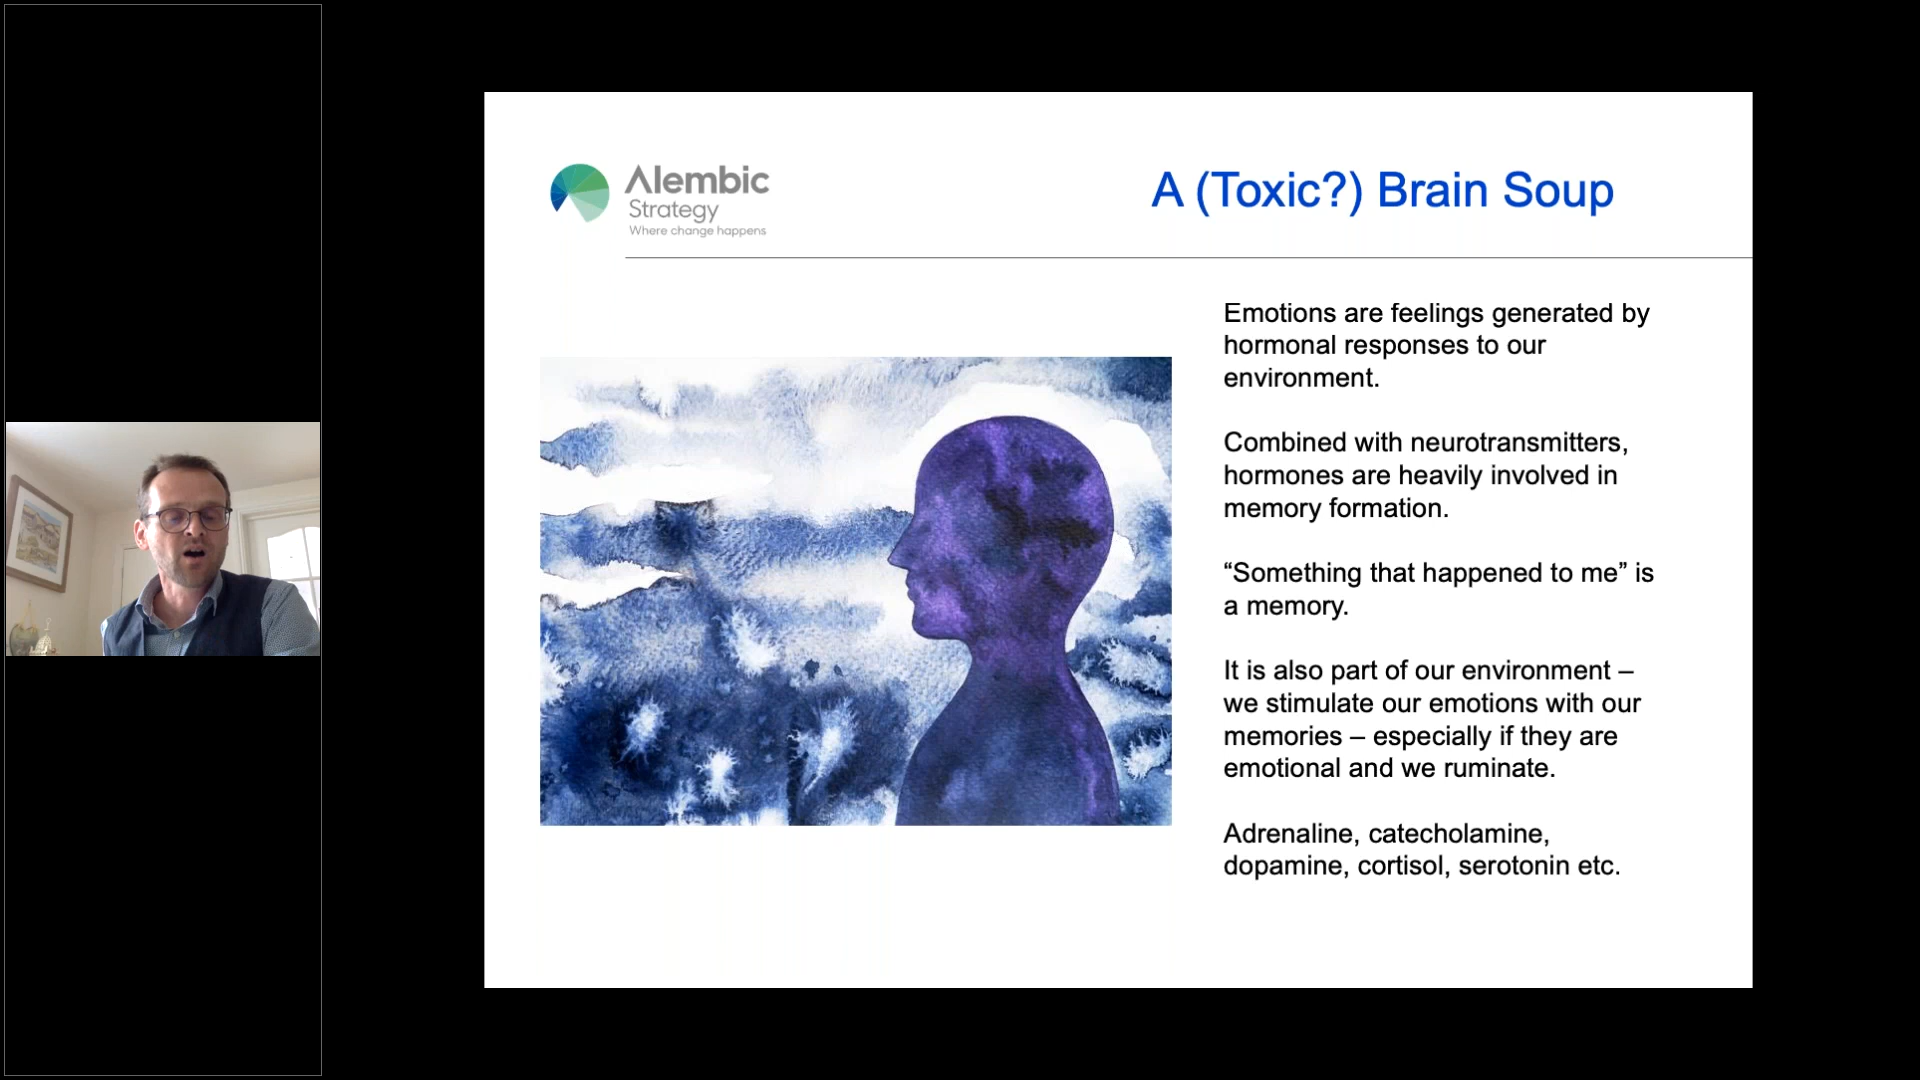 Alembic
Strategy
Where change happens
A (Toxic?) Brain Soup
Emotions are feelings generated by
hormonal responses to our
environment.
Combined with neurotransmitters,
hormones are heavily involved in
memory formation.
“Something that happened to me” is
a memory.
It is also part of our environment –
we stimulate our emotions with our
memories – especially if they are
emotional and we ruminate.
Adrenaline, catecholamine,
dopamine, cortisol, serotonin etc.